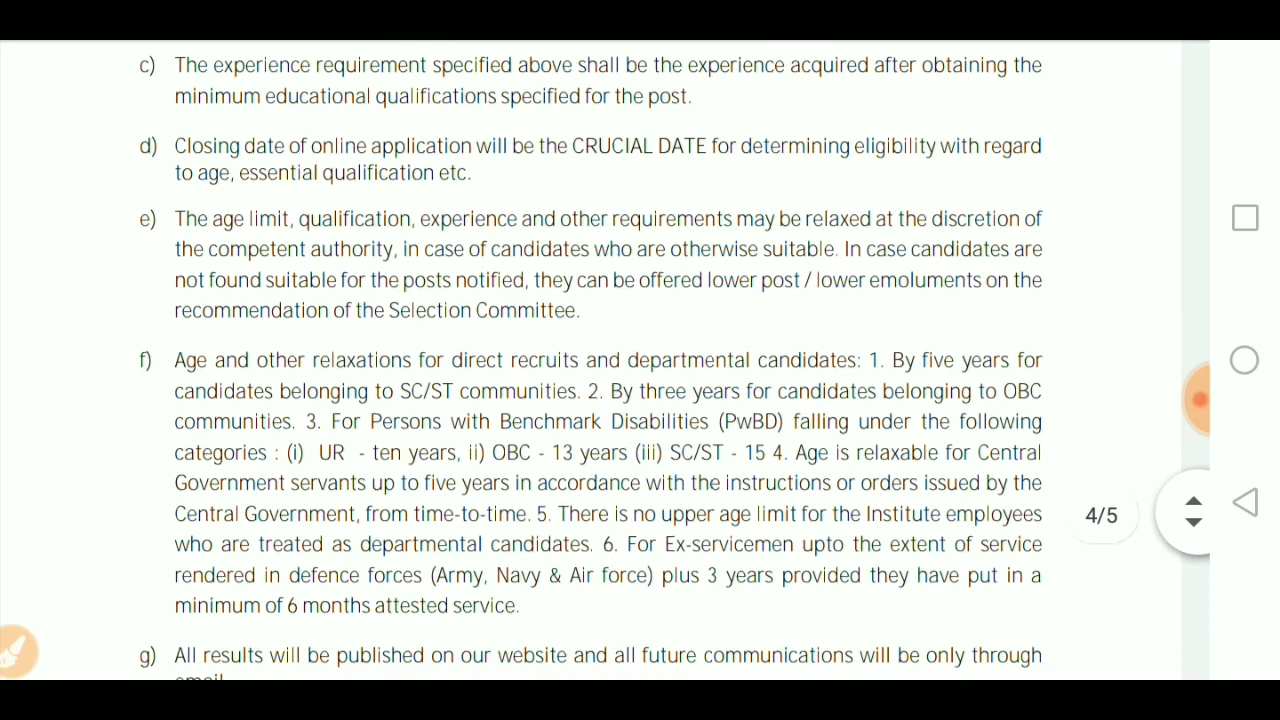 c) The experience requirement specified above shall be the experience acquired after obtaining the
minimum educational qualifications specified for the post.
d) Closing date of online application will be the CRUCIAL DATE for determining eligibility with regard
to age, essential qualification etc.
e) The age limit, qualification, experience and other requirements may be relaxed at the discretion of
the competent authority, in case of candidates who are otherwise suitable. In case candidates are
not found suitable for the posts notified, they can be offered lower post / lower emoluments on the
recommendation of the Selection Committee.
f) Age and other relaxations for direct recruits and departmental candidates: 1. By five years for
candidates belonging to SC/ST communities. 2. By three years for candidates belonging to OBC
communities. 3. For Persons with Benchmark Disabilities (PwBD) falling under the following
categories : (i) UR - ten years, ii) OBC - 13 years (iii) SC/ST - 15 4. Age is relaxable for Central
Government servants up to five years in accordance with the instructions or orders issued by the
Central Government, from time-to-time. 5. There is no upper age limit for the Institute employees
who are treated as departmental candidates. 6. For Ex-servicemen upto the extent of service
rendered in defence forces (Army, Navy & Air force) plus 3 years provided they have put in a
minimum of 6 months attested service.
g) All results will be published on our website and all future communications will be only through
4/5